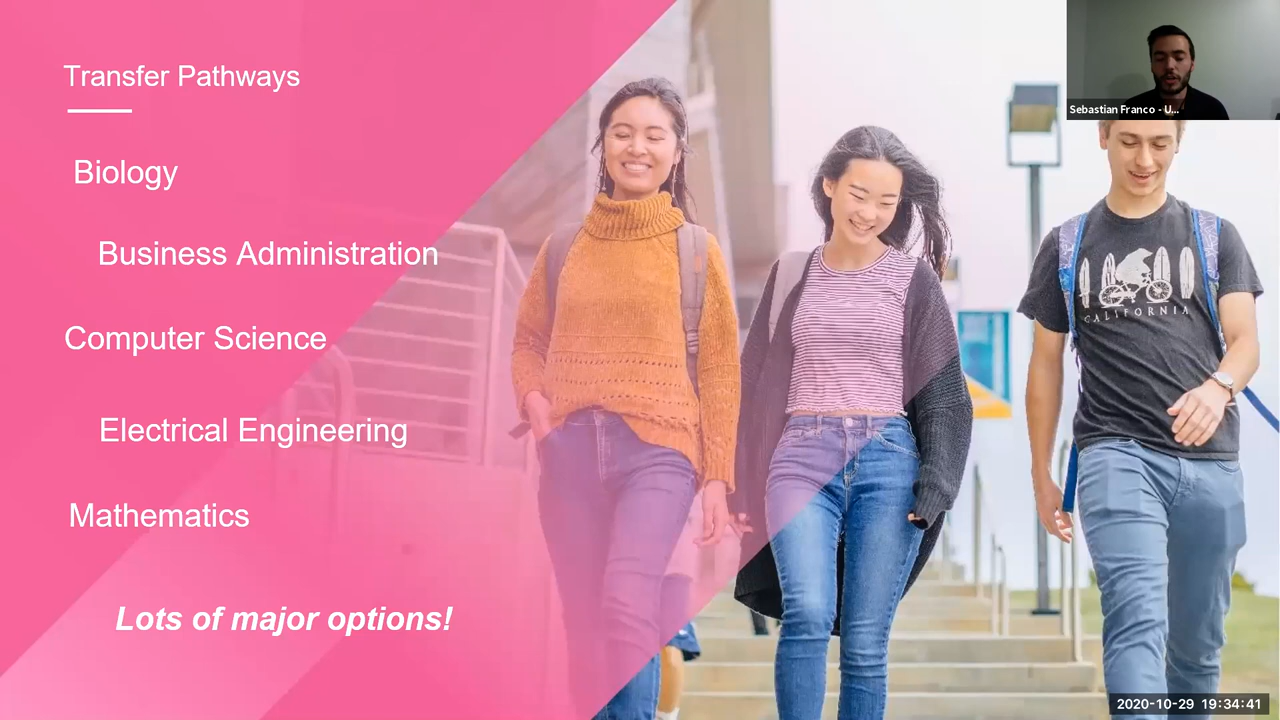 Transfer Pathways
Sebastian Franco - U...
Biology
Business Administration
CALIFORNIA
Computer Science
Electrical Engineering
Mathematics
Lots of major options!
2020-10-29 19:34:41